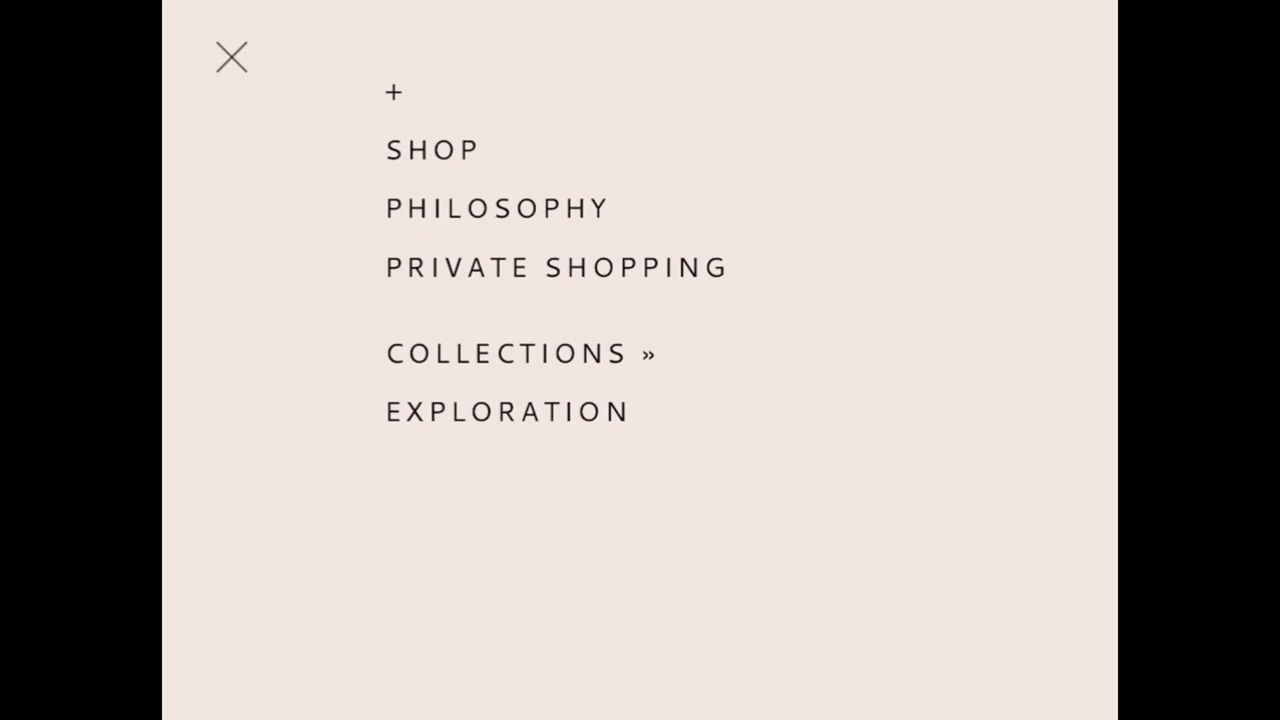 +
SHOP
PHILOSOPHY
PRIVATE SHOPPING
COLLECTIONS »
EXPLORATION